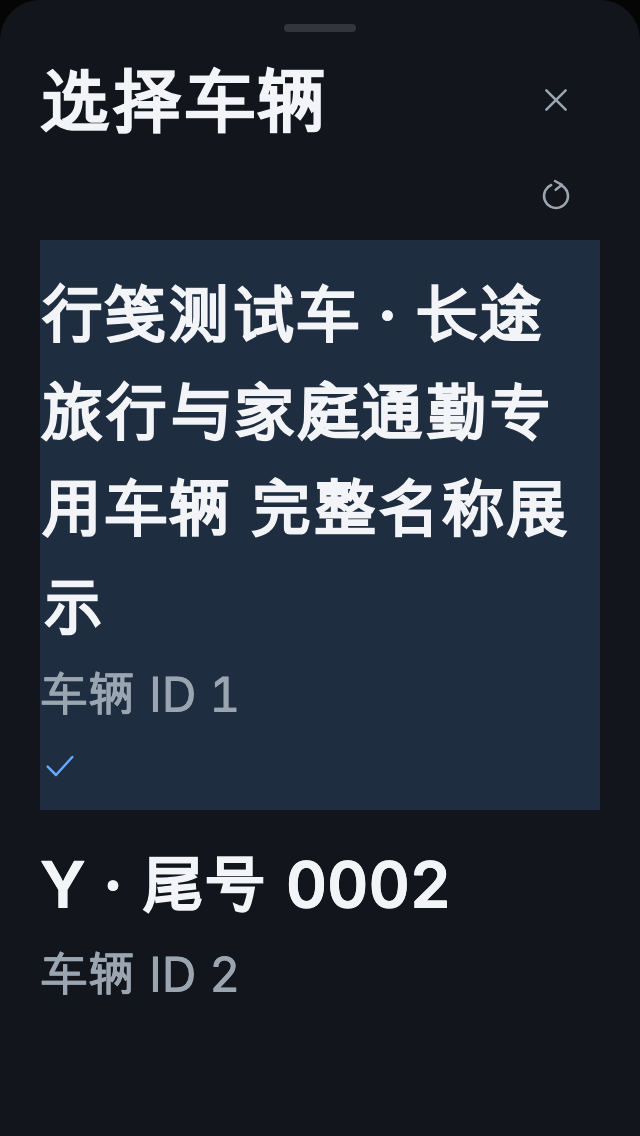 选择车辆
行笺测试车 · 长途
旅行与家庭通勤专
用车辆 完整名称展
示
车辆 ID 1
Y · 尾号 0002
车辆 ID 2